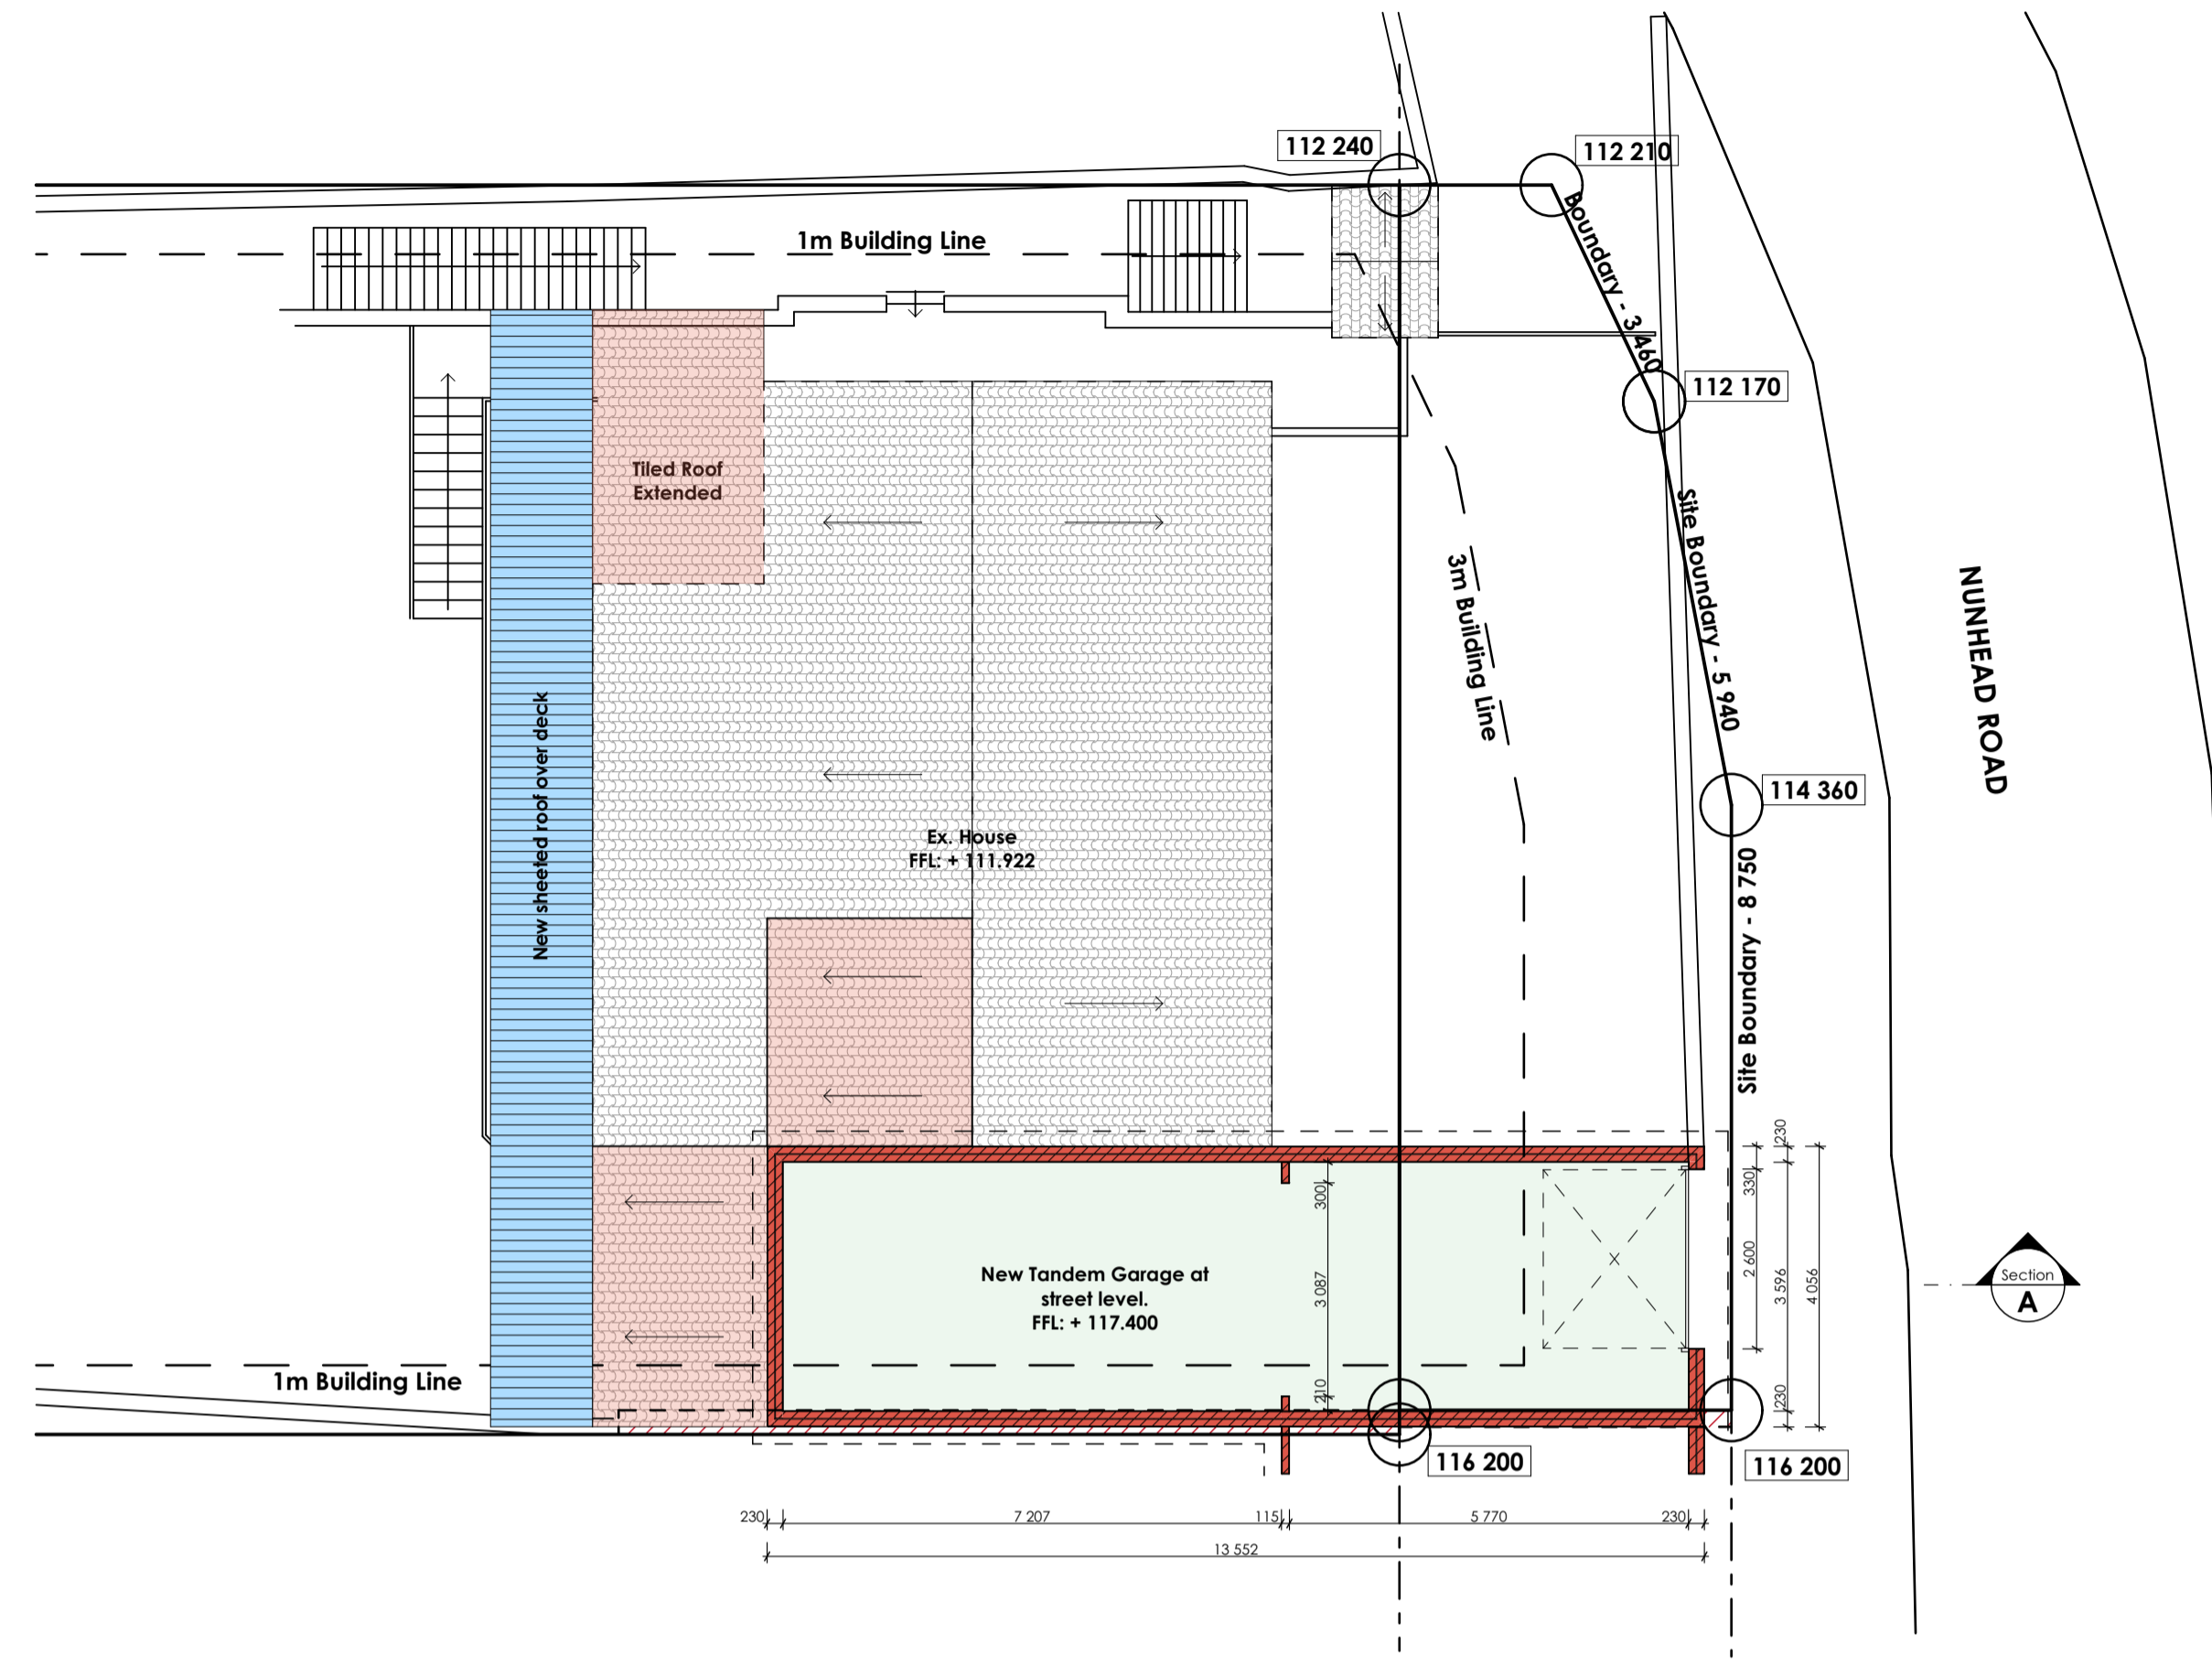 112 240
112 210
1m Building Line
Boundary - 3 460
112 170
Tiled Roof
Extended
Site Boundary - 5 940
3m Building Line
NUNHEAD ROAD
New sheeted roof over deck
114 360
Ex. House
FFL: + 111.922
Site Boundary - 8 750
230
330
300
2 600
3 596
4 056
3 087
New Tandem Garage at
street level.
FFL: + 117.400
Section
A
1m Building Line
210
230
116 200
116 200
230
7 207
115
5 770
230
13 552